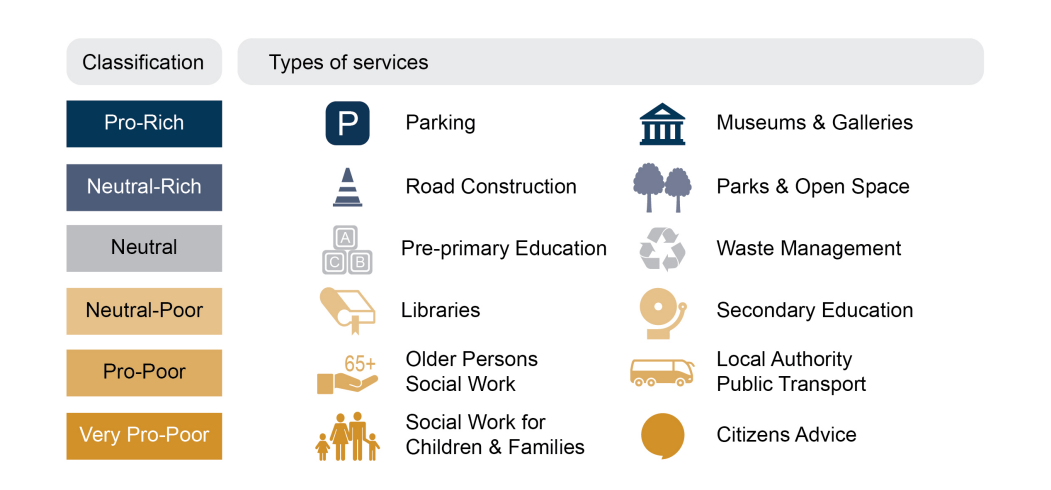 Classification
Types of services
Pro-Rich
P
Parking
Museums & Galleries
Neutral-Rich
Road Construction
Parks & Open Space
Neutral
A
C B
Pre-primary Education
Waste Management
Neutral-Poor
Libraries
Secondary Education
Pro-Poor
65+
Older Persons
Social Work
Local Authority
Public Transport
Very Pro-Poor
Social Work for
Children & Families
Citizens Advice